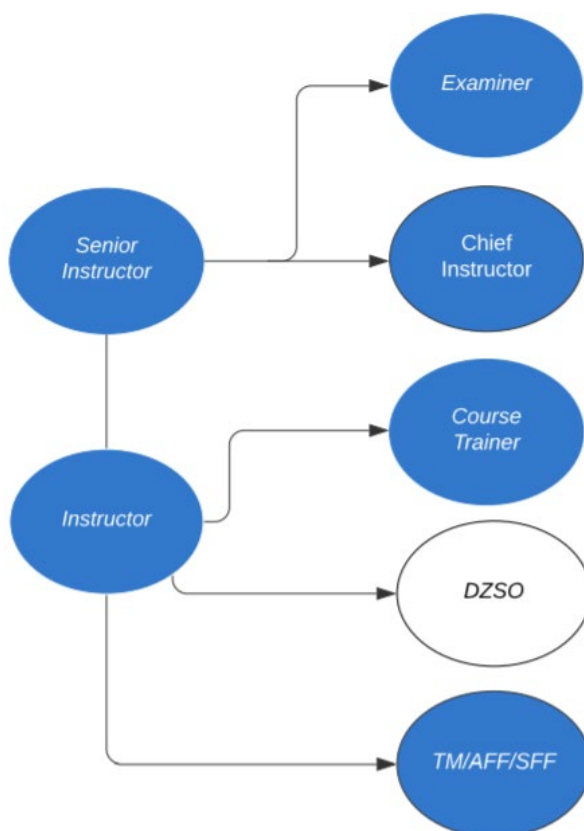 Examiner
Senior
Instructor
Chief
Instructor
Course
Trainer
Instructor
DZSO
TM/AFF/SFF